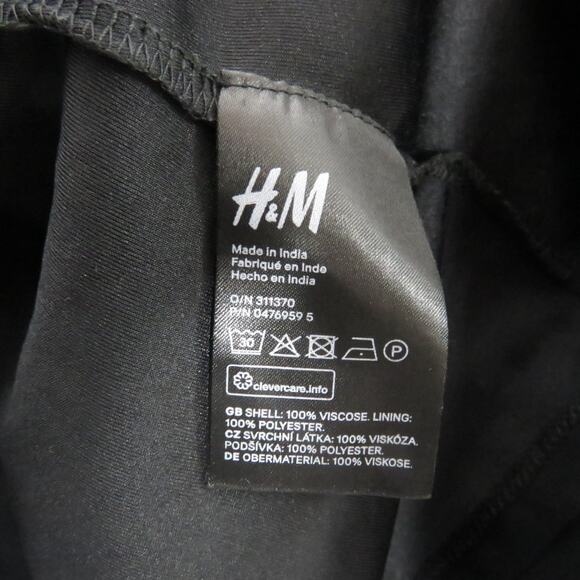 H&M
Made in India
Fabriqué en Inde
Hecho en India
O/N 311370
P/N 0476959 5
30 P
clevercare.info
GB SHELL: 100% VISCOSE. LINING:
100% POLYESTER.
CZ SVRCHNÍ LÁTKA: 100% VISKÓZA.
PODŠÍVKA: 100% POLYESTER.
DE OBERMATERIAL: 100% VISKOSE.